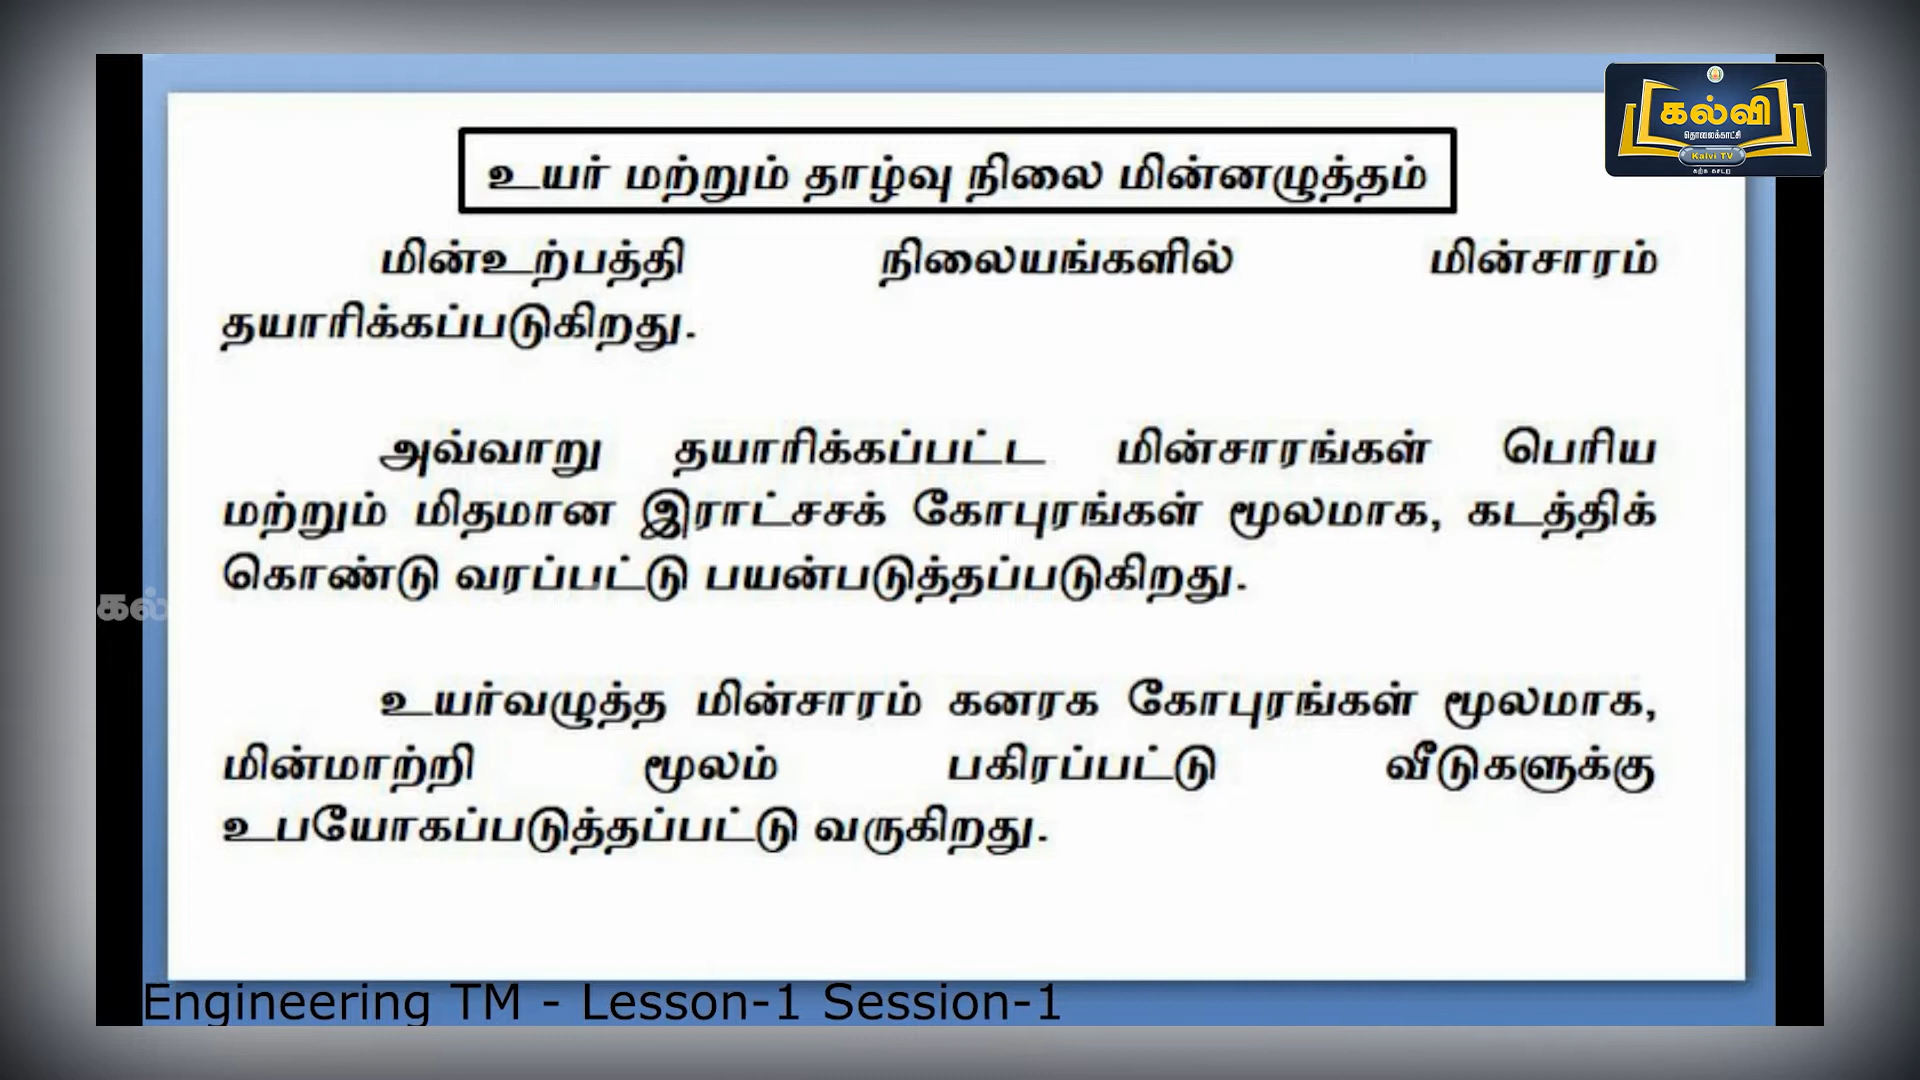 கல்வி
தொலைக்காட்சி
Kalvi TV
கற்க கசடற
உயர் மற்றும் தாழ்வு நிலை மின்னழுத்தம்
மின்உற்பத்தி நிலையங்களில் மின்சாரம்
தயாரிக்கப்படுகிறது.
அவ்வாறு தயாரிக்கப்பட்ட மின்சாரங்கள் பெரிய
மற்றும் மிதமான இராட்சசக் கோபுரங்கள் மூலமாக, கடத்திக்
கொண்டு வரப்பட்டு பயன்படுத்தப்படுகிறது.
கல்
உயர்வழுத்த மின்சாரம் கனரக கோபுரங்கள் மூலமாக,
மின்மாற்றி மூலம் பகிரப்பட்டு வீடுகளுக்கு
உபயோகப்படுத்தப்பட்டு வருகிறது.
Engineering TM - Lesson-1 Session-1